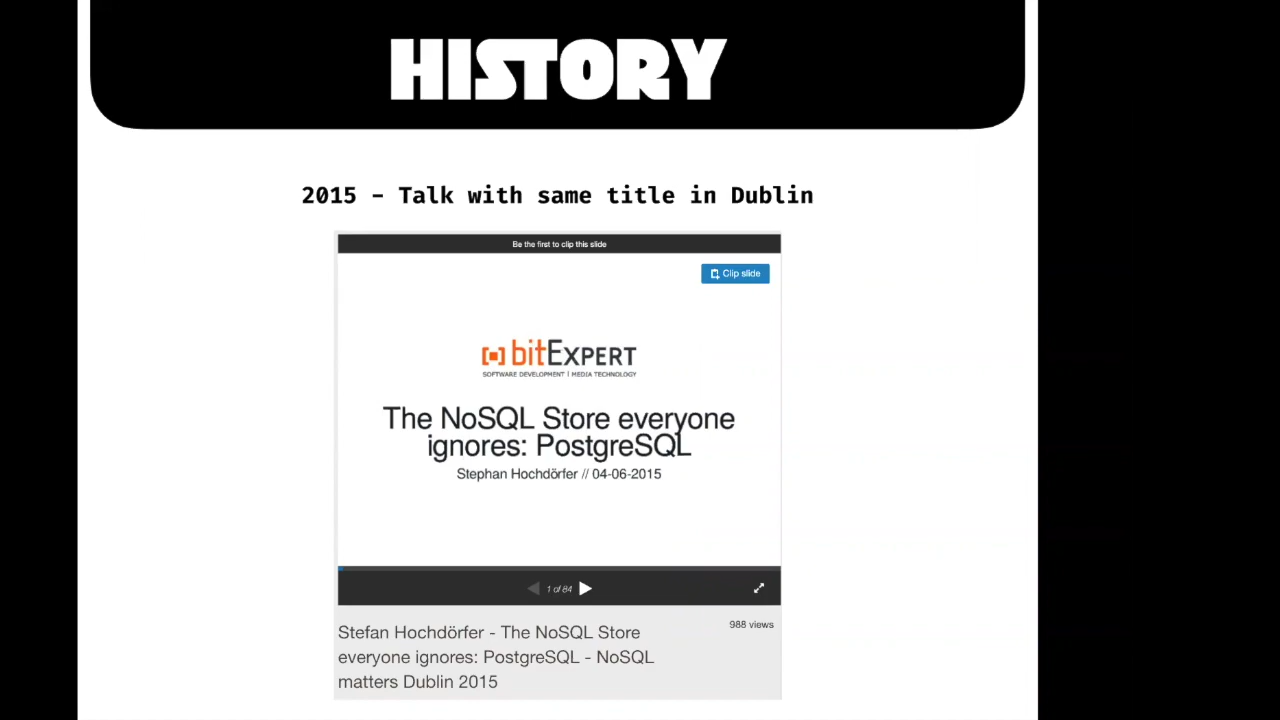 HISTORY
2015 – Talk with same title in Dublin
Be the first to clip this slide
Clip slide
[▪] bitExpert
SOFTWARE DEVELOPMENT | MEDIA TECHNOLOGY
The NoSQL Store everyone
ignores: PostgreSQL
Stephan Hochdörfer // 04-06-2015
1 of 84
988 views
Stefan Hochdörfer - The NoSQL Store
everyone ignores: PostgreSQL - NoSQL
matters Dublin 2015